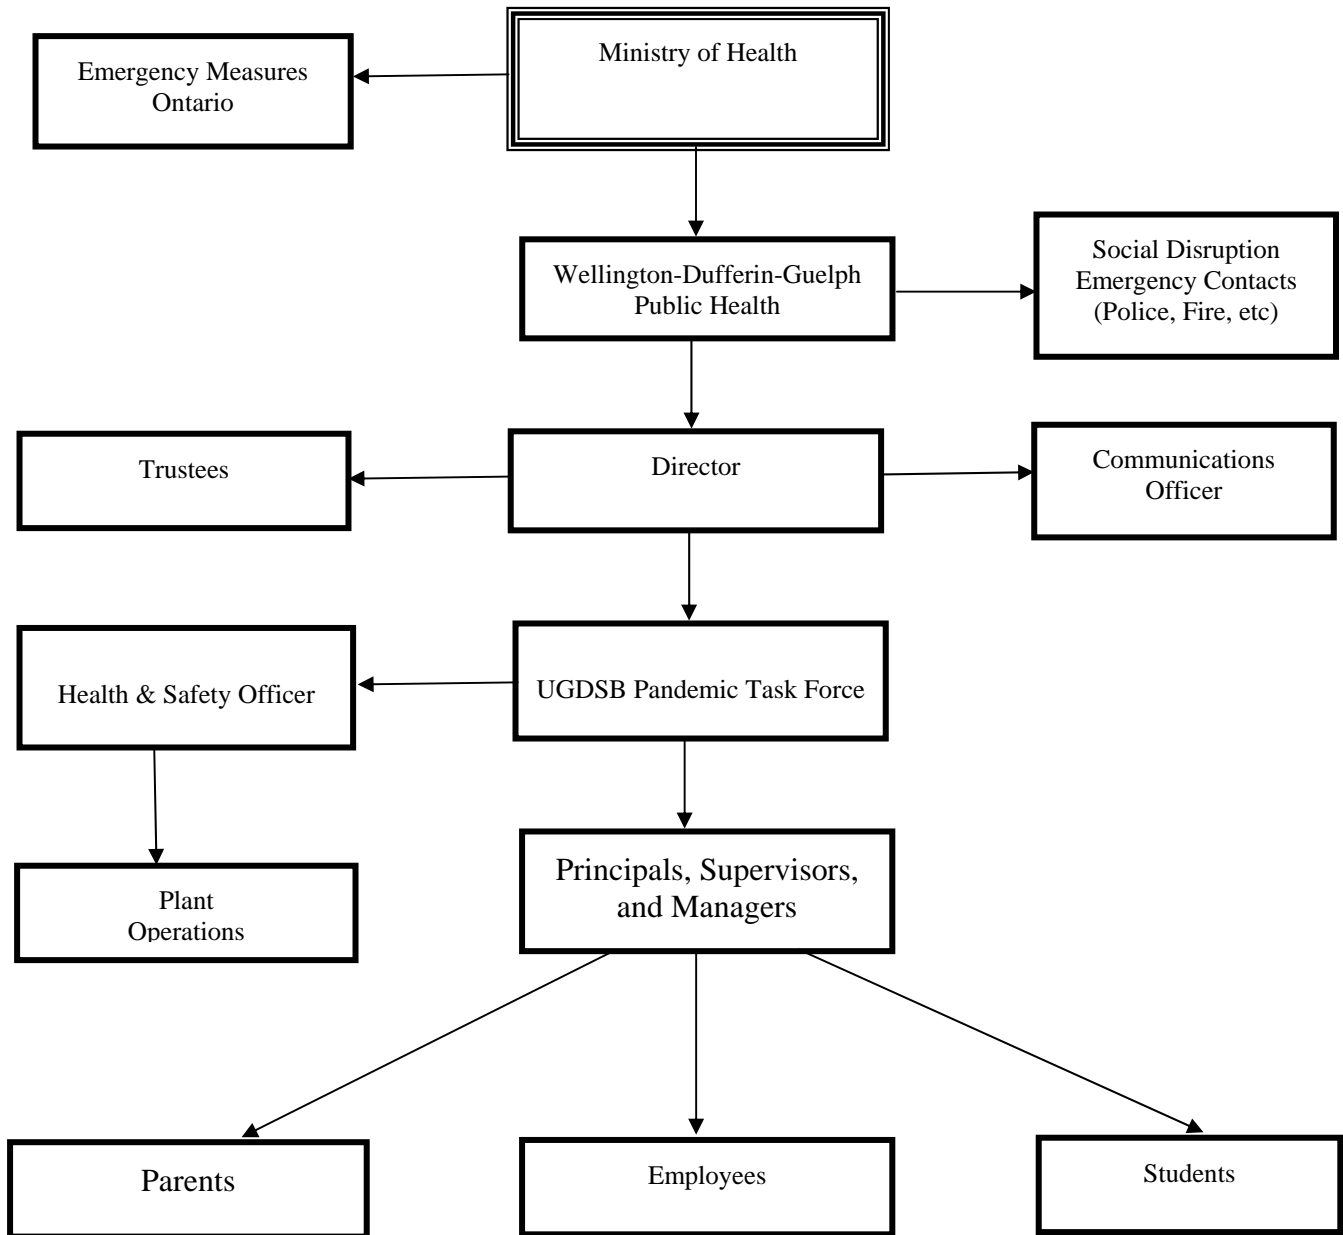 Ministry of Health
Emergency Measures
Ontario
Wellington-Dufferin-Guelph
Public Health
Social Disruption
Emergency Contacts
(Police, Fire, etc)
Trustees
Director
Communications
Officer
Health & Safety Officer
UGDSB Pandemic Task Force
Principals, Supervisors,
and Managers
Plant
Operations
Parents
Employees
Students